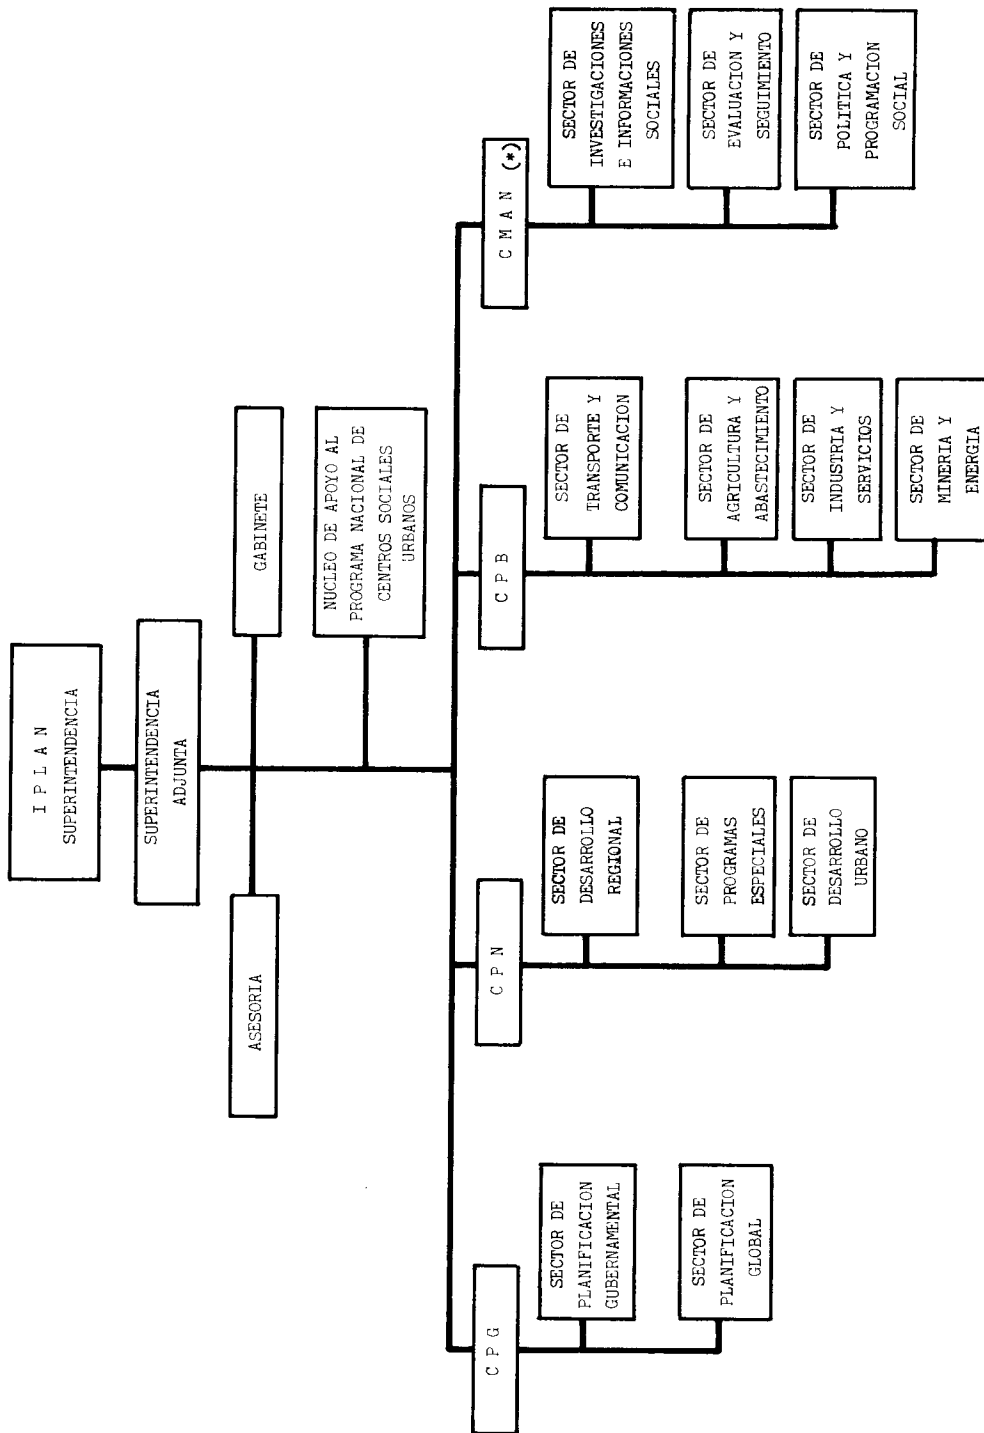 I P L A N
SUPERINTENDENCIA
SUPERINTENDENCIA
ADJUNTA
ASESORIA
GABINETE
NUCLEO DE APOYO AL
PROGRAMA NACIONAL DE
CENTROS SOCIALES
URBANOS
C P G
SECTOR DE
PLANIFICACION
GUBERNAMENTAL
SECTOR DE
PLANIFICACION
GLOBAL
C P N
SECTOR DE
DESARROLLO
REGIONAL
SECTOR DE
PROGRAMAS
ESPECIALES
SECTOR DE
DESARROLLO
URBANO
C P B
SECTOR DE
TRANSPORTE Y
COMUNICACION
SECTOR DE
AGRICULTURA Y
ABASTECIMIENTO
SECTOR DE
INDUSTRIA Y
SERVICIOS
SECTOR DE
MINERIA Y
ENERGIA
C M A N (*)
SECTOR DE
INVESTIGACIONES
E INFORMACIONES
SOCIALES
SECTOR DE
EVALUACION Y
SEGUIMIENTO
SECTOR DE
POLITICA Y
PROGRAMACION
SOCIAL